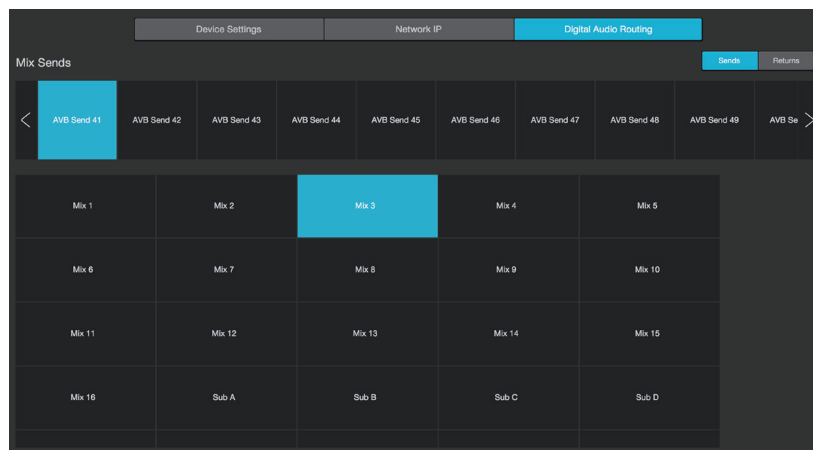 Device Settings Network IP Digital Audio Routing
Mix Sends Sends Returns
AVB Send 41 AVB Send 42 AVB Send 43 AVB Send 44 AVB Send 45 AVB Send 46 AVB Send 47 AVB Send 48 AVB Send 49 AVB Se
Mix 1 Mix 2 Mix 3 Mix 4 Mix 5
Mix 6 Mix 7 Mix 8 Mix 9 Mix 10
Mix 11 Mix 12 Mix 13 Mix 14 Mix 15
Mix 16 Sub A Sub B Sub C Sub D